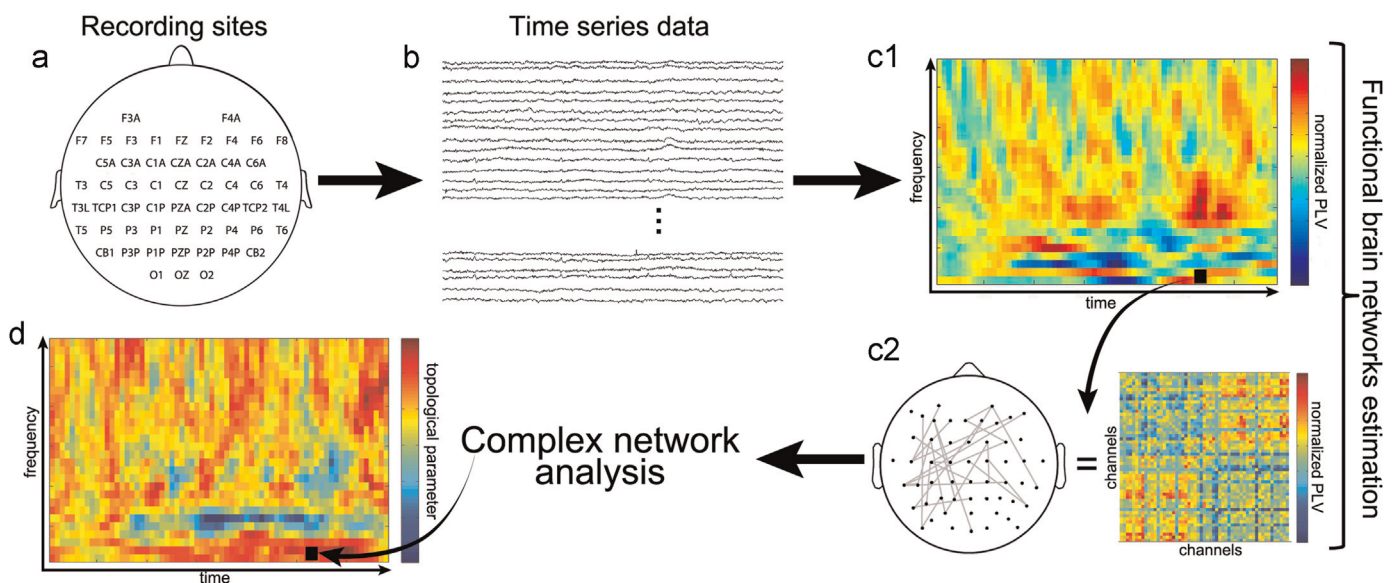 Recording sites
Time series data
a
b
c1
F3A F4A
F7 F5 F3 F1 FZ F2 F4 F6 F8
C5A C3A C1A CZA C2A C4A C6A
T3 C5 C3 C1 CZ C2 C4 C6 T4
T3L TCP1 C3P C1P PZA C2P C4P TCP2 T4L
T5 P5 P3 P1 PZ P2 P4 P6 T6
CB1 P3P P1P PZP P2P P4P CB2
O1 OZ O2
frequency
time
normalized PLV
Functional brain networks estimation
c2
=
channels
channels
normalized PLV
Complex network
analysis
d
frequency
time
topological parameter